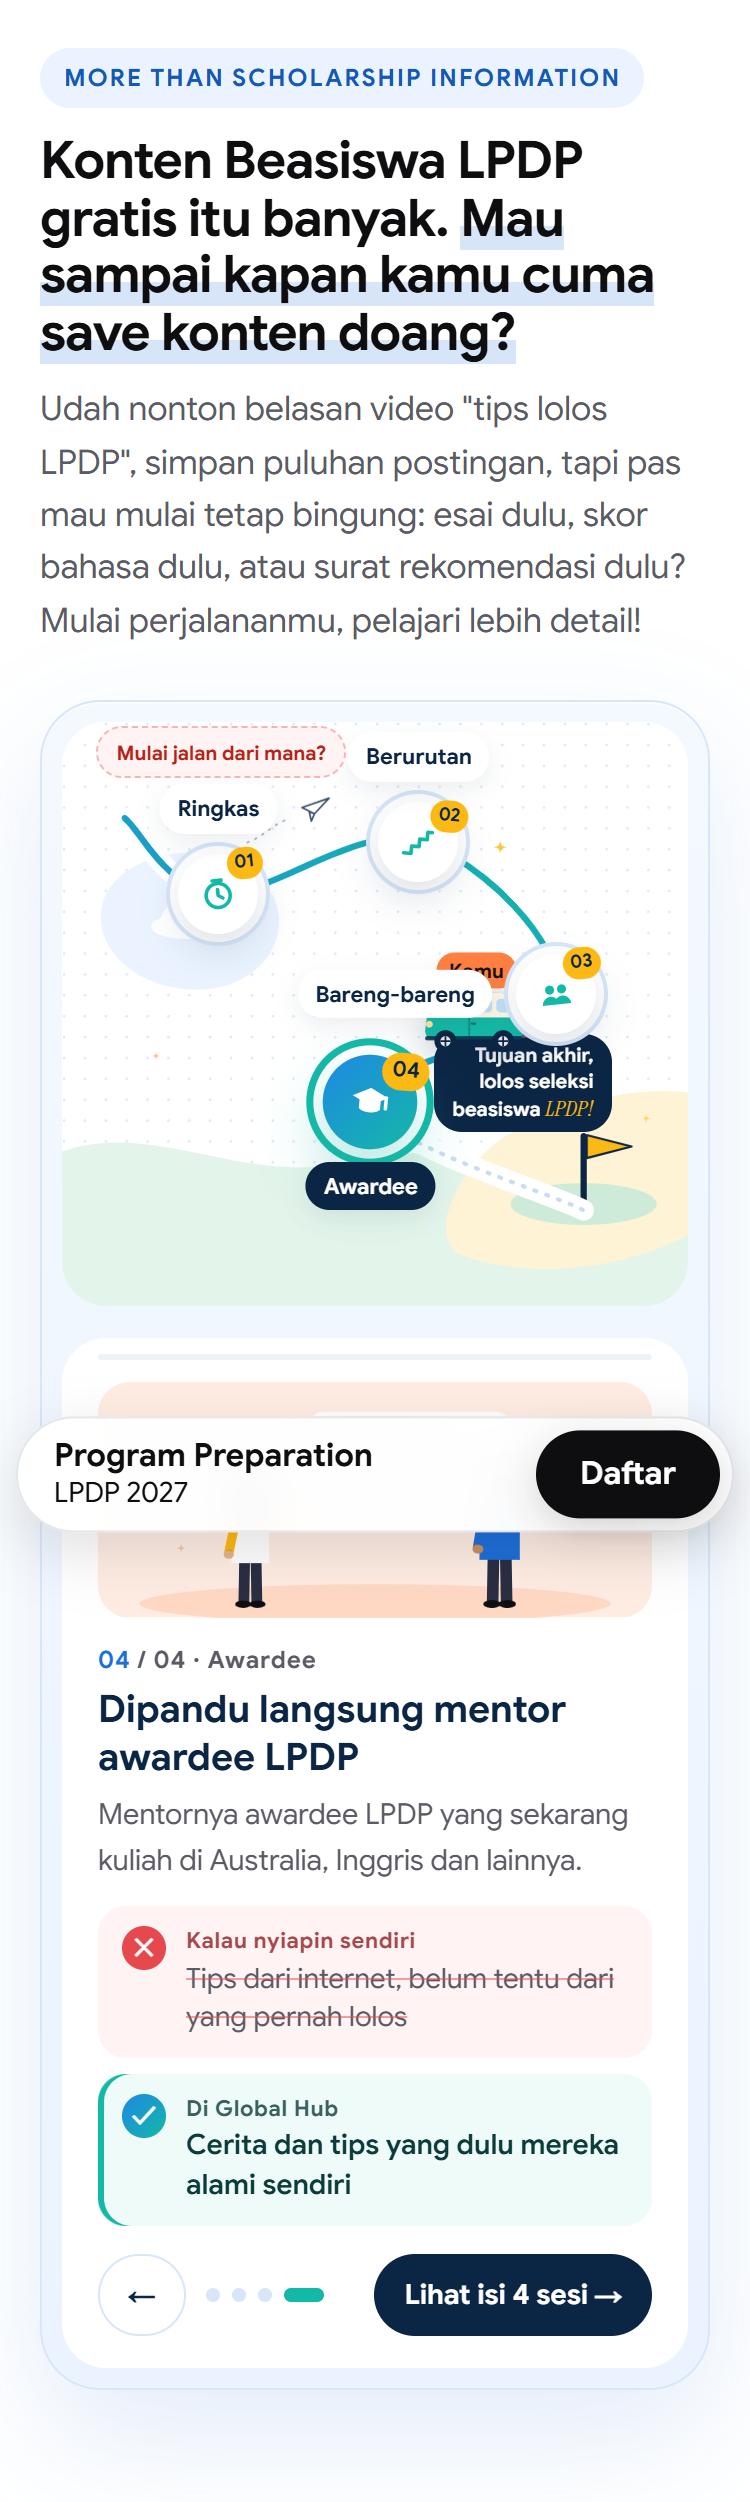 MORE THAN SCHOLARSHIP INFORMATION
Konten Beasiswa LPDP
gratis itu banyak. Mau
sampai kapan kamu cuma
save konten doang?
Udah nonton belasan video "tips lolos
LPDP", simpan puluhan postingan, tapi pas
mau mulai tetap bingung: esai dulu, skor
bahasa dulu, atau surat rekomendasi dulu?
Mulai perjalananmu, pelajari lebih detail!
Mulai jalan dari mana?
Berurutan
Ringkas
02
01
03
Kamu
Bareng-bareng
04
Tujuan akhir,
lolos seleksi
beasiswa LPDP!
Awardee
Program Preparation
LPDP 2027
Daftar
04 / 04 · Awardee
Dipandu langsung mentor
awardee LPDP
Mentornya awardee LPDP yang sekarang
kuliah di Australia, Inggris dan lainnya.
Kalau nyiapin sendiri
Tips dari internet, belum tentu dari
yang pernah lolos
Di Global Hub
Cerita dan tips yang dulu mereka
alami sendiri
← Lihat isi 4 sesi →